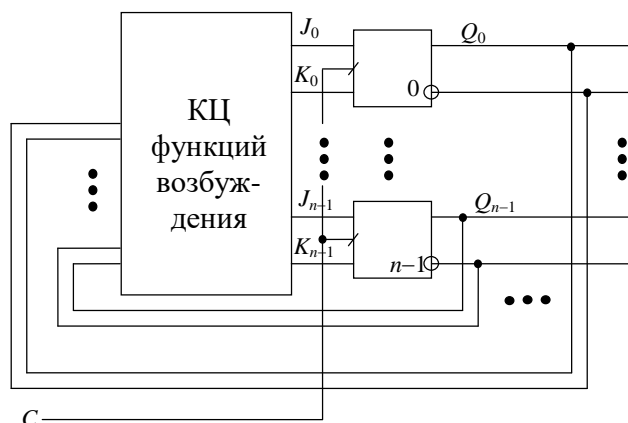 J₀
Q₀
K₀
0
КЦ
функций
возбуж-
дения
Jₙ₋₁
Qₙ₋₁
Kₙ₋₁
n–1
C